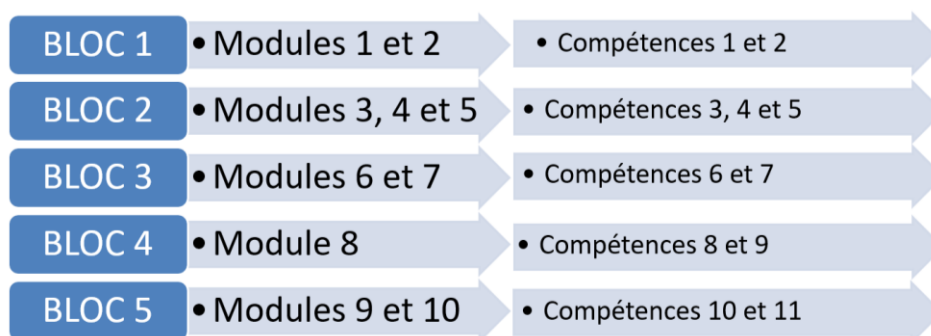 BLOC 1 • Modules 1 et 2 • Compétences 1 et 2
BLOC 2 • Modules 3, 4 et 5 • Compétences 3, 4 et 5
BLOC 3 • Modules 6 et 7 • Compétences 6 et 7
BLOC 4 • Module 8 • Compétences 8 et 9
BLOC 5 • Modules 9 et 10 • Compétences 10 et 11